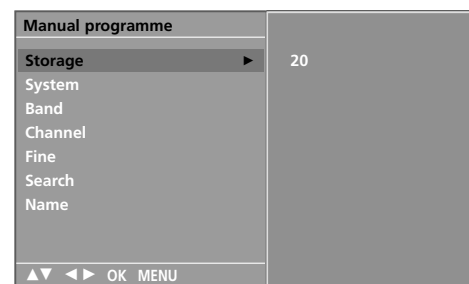 Manual programme
Storage ► 20
System
Band
Channel
Fine
Search
Name
▲▼ ◄► OK MENU